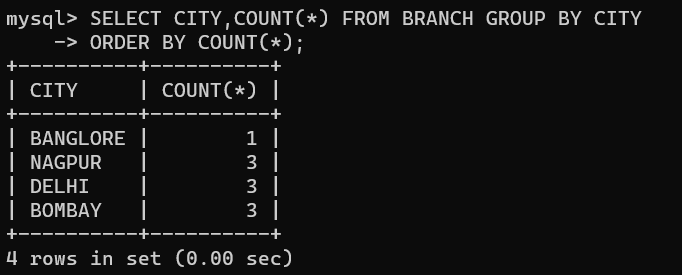 mysql> SELECT CITY,COUNT(*) FROM BRANCH GROUP BY CITY
    -> ORDER BY COUNT(*);
+----------+----------+
| CITY     | COUNT(*) |
+----------+----------+
| BANGLORE |        1 |
| NAGPUR   |        3 |
| DELHI    |        3 |
| BOMBAY   |        3 |
+----------+----------+
4 rows in set (0.00 sec)